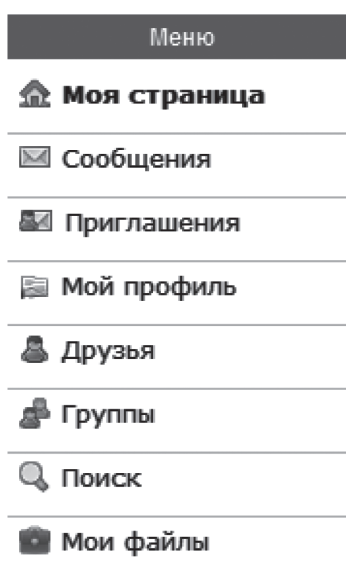 Меню
Моя страница
Сообщения
Приглашения
Мой профиль
Друзья
Группы
Поиск
Мои файлы